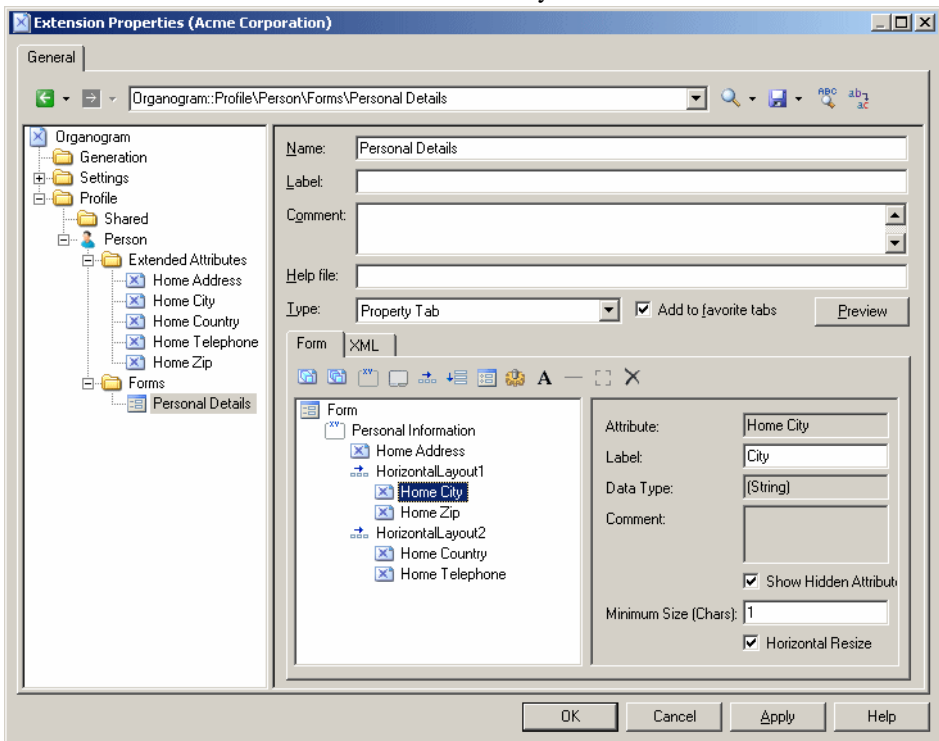 Extension Properties (Acme Corporation)
General
Organogram::Profile\Person\Forms\Personal Details
ABC
ab
ac
Organogram
Generation
Settings
Profile
Shared
Person
Extended Attributes
Home Address
Home City
Home Country
Home Telephone
Home Zip
Forms
Personal Details
Name: Personal Details
Label:
Comment:
Help file:
Type: Property Tab Add to favorite tabs Preview
Form XML
A
Form
Personal Information
Home Address
HorizontalLayout1
Home City
Home Zip
HorizontalLayout2
Home Country
Home Telephone
Attribute: Home City
Label: City
Data Type: (String)
Comment:
Show Hidden Attribut
Minimum Size (Chars): 1
Horizontal Resize
OK Cancel Apply Help